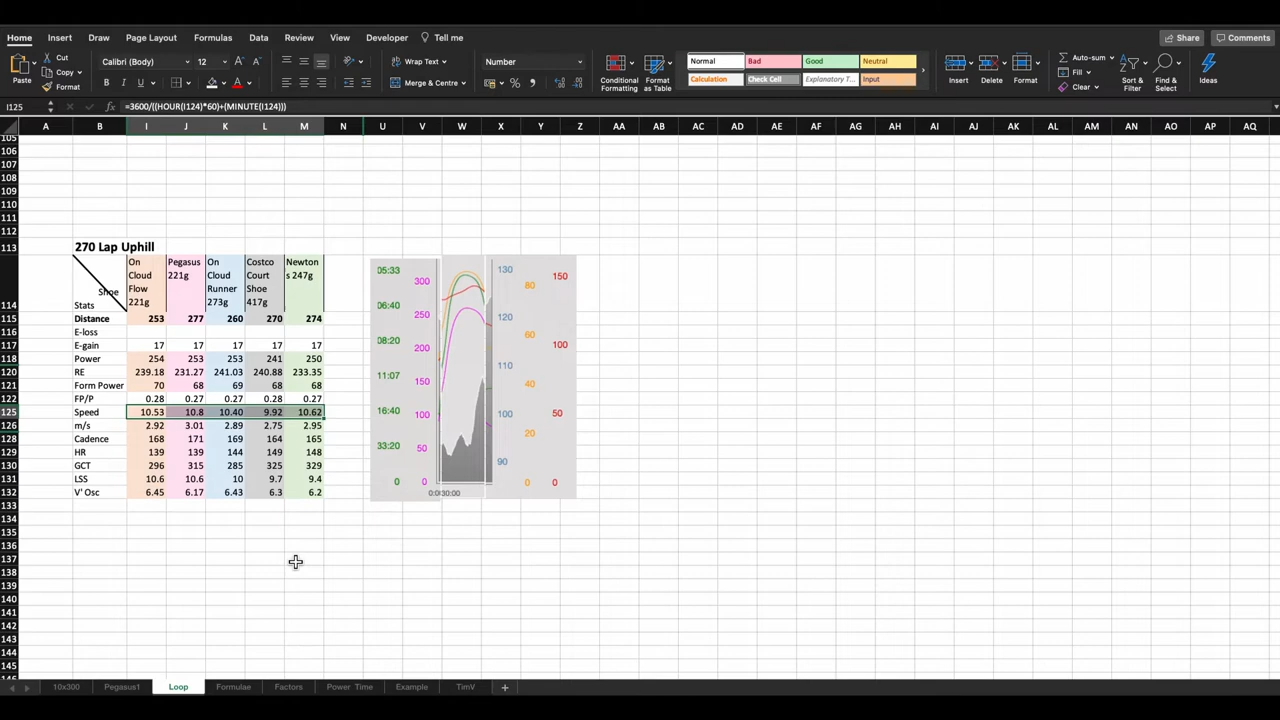 Home Insert Draw Page Layout Formulas Data Review View Developer Tell me Share Comments
Paste Cut Copy Format Calibri (Body) 12 Wrap Text Merge & Centre Number Conditional Formatting Format as Table Normal Bad Good Neutral Calculation Check Cell Explanatory T... Input Insert Delete Format Auto-sum Fill Clear Sort & Filter Find & Select Ideas
I125 fx =3600/((HOUR(I124)*60)+(MINUTE(I124)))
A B I J K L M N U V W X Y Z AA AB AC AD AE AF AG AH AI AJ AK AL AM AN AO AP AQ
105
106
107
108
109
110
111
112
113 270 Lap Uphill
114 Shoe Stats On Cloud Flow 221g Pegasus 221g On Cloud Runner 273g Costco Court Shoe 417g Newton s 247g
115 Distance 253 277 260 270 274
116 E-loss
117 E-gain 17 17 17 17 17
118 Power 254 253 253 241 250
120 RE 239.18 231.27 241.03 240.88 233.35
121 Form Power 70 68 69 68 68
122 FP/P 0.28 0.27 0.27 0.28 0.27
125 Speed 10.53 10.8 10.40 9.92 10.62
126 m/s 2.92 3.01 2.89 2.75 2.95
128 Cadence 168 171 169 164 165
129 HR 139 139 144 149 148
130 GCT 296 315 285 325 329
131 LSS 10.6 10.6 10 9.7 9.4
132 V' Osc 6.45 6.17 6.43 6.3 6.2
133
134
135
136
137
138
139
140
141
142
143
144
145
05:33 300 130 80 150
06:40 250 120 60
08:20 200 100
11:07 150 110 40
16:40 100 100 50
33:20 50 20
90
0 0 0 0
0:0 30:00
10x300 Pegasus1 Loop Formulae Factors Power Time Example TimV +